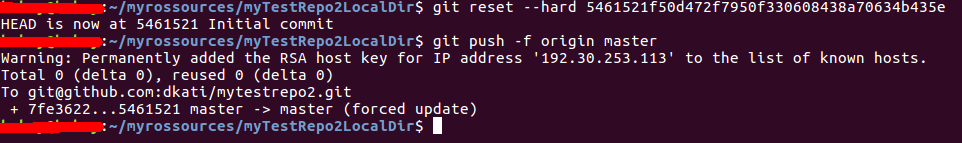 :~/myrossources/myTestRepo2LocalDir$ git reset --hard 5461521f50d472f7950f330608438a70634b435e
HEAD is now at 5461521 Initial commit
:~/myrossources/myTestRepo2LocalDir$ git push -f origin master
Warning: Permanently added the RSA host key for IP address '192.30.253.113' to the list of known hosts.
Total 0 (delta 0), reused 0 (delta 0)
To git@github.com:dkati/mytestrepo2.git
 + 7fe3622...5461521 master -> master (forced update)
:~/myrossources/myTestRepo2LocalDir$